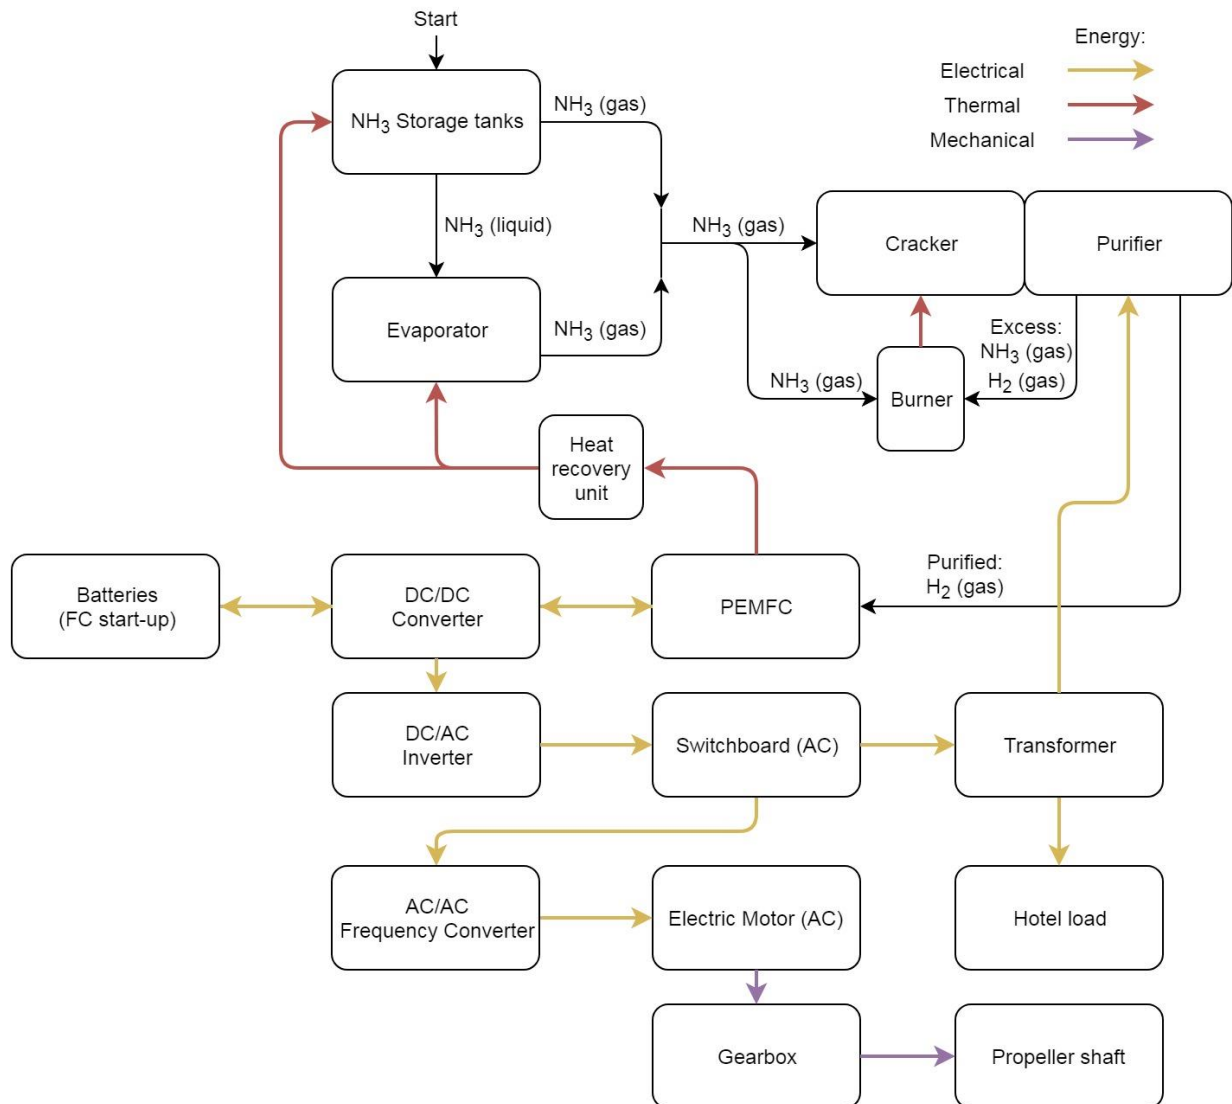 Start
Energy:
Electrical
Thermal
Mechanical
NH₃ Storage tanks
NH₃ (gas)
NH₃ (liquid)
NH₃ (gas)
Cracker
Purifier
Evaporator
NH₃ (gas)
Excess:
NH₃ (gas)
H₂ (gas)
NH₃ (gas)
Burner
Heat
recovery
unit
Batteries
(FC start-up)
DC/DC
Converter
PEMFC
Purified:
H₂ (gas)
DC/AC
Inverter
Switchboard (AC)
Transformer
AC/AC
Frequency Converter
Electric Motor (AC)
Hotel load
Gearbox
Propeller shaft